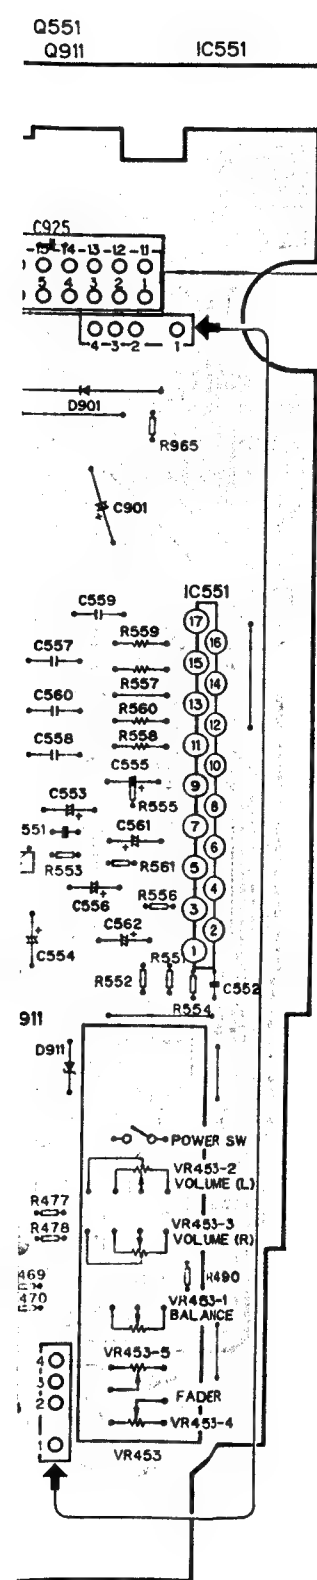 Q551
Q911 IC551
C925
-15-14-13-12-11
5 4 3 2 1
4-3-2 1
D901
R965
C901
IC551
C559
17
R559
16
C557
15
R557
14
C560
13
R560
12
C558
R558
11
10
C555
9
C553
R555
8
7
551
C561
6
R553
R561
5
C556
R556
4
3
C562
2
C554
R551
1
R552
C552
R554
911
D911
POWER SW
VR453-2
VOLUME (L)
R477
VR453-3
VOLUME (R)
R478
469
R490
470
VR453-1
BALANCE
VR453-5
4
3
2
FADER
VR453-4
1
VR453